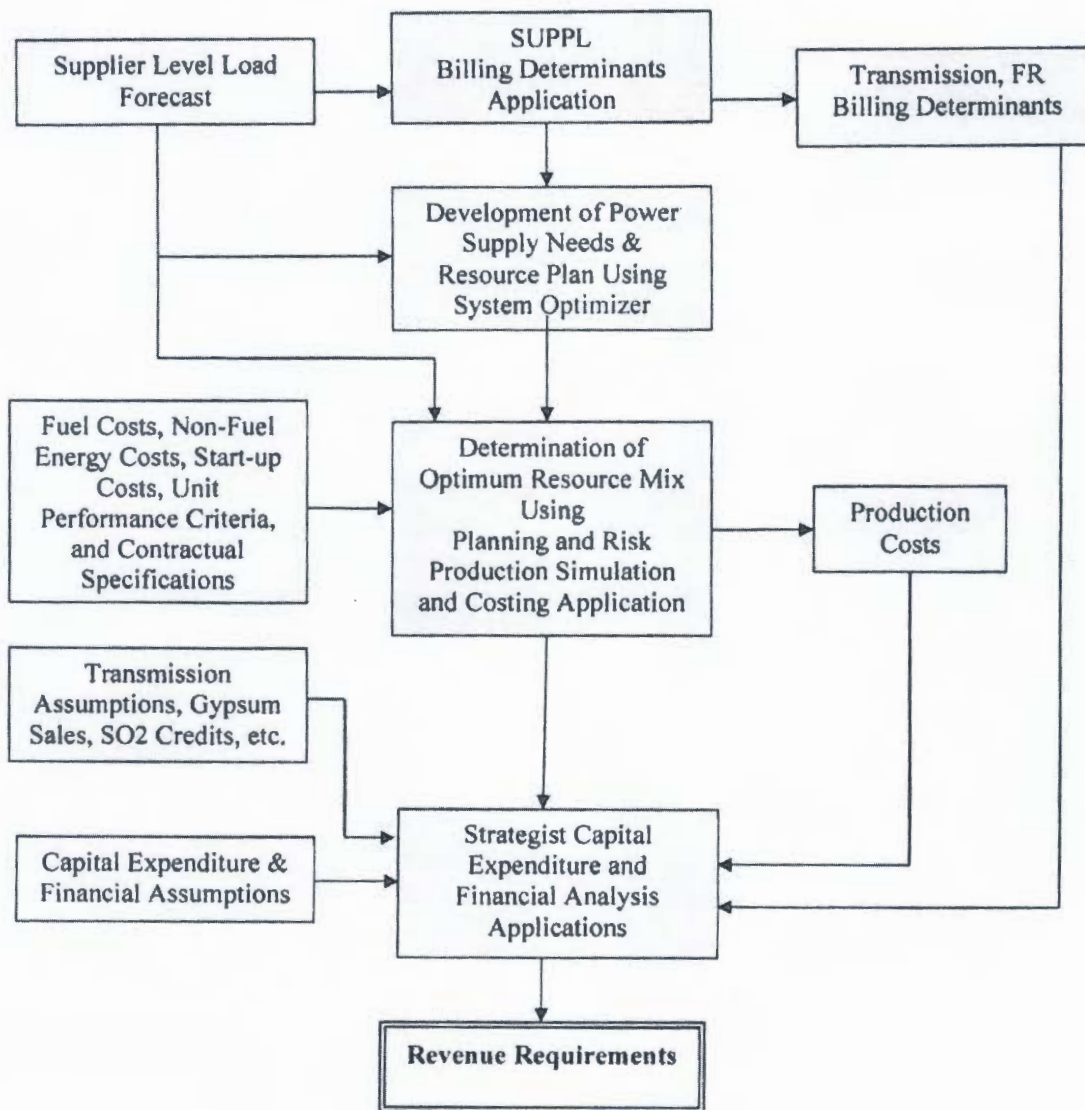 Supplier Level Load
Forecast
SUPPL
Billing Determinants
Application
Transmission, FR
Billing Determinants
Development of Power
Supply Needs &
Resource Plan Using
System Optimizer
Fuel Costs, Non-Fuel
Energy Costs, Start-up
Costs, Unit
Performance Criteria,
and Contractual
Specifications
Determination of
Optimum Resource Mix
Using
Planning and Risk
Production Simulation
and Costing Application
Production
Costs
Transmission
Assumptions, Gypsum
Sales, SO2 Credits, etc.
Capital Expenditure &
Financial Assumptions
Strategist Capital
Expenditure and
Financial Analysis
Applications
Revenue Requirements